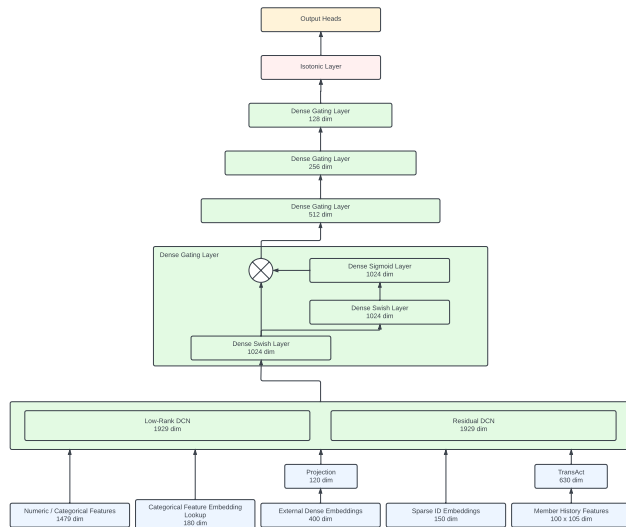 Output Heads
Isotonic Layer
Dense Gating Layer
128 dim
Dense Gating Layer
256 dim
Dense Gating Layer
512 dim
Dense Gating Layer
Dense Sigmoid Layer
1024 dim
Dense Swish Layer
1024 dim
Dense Swish Layer
1024 dim
Low-Rank DCN
1929 dim
Residual DCN
1929 dim
Projection
120 dim
TransAct
630 dim
Numeric / Categorical Features
1479 dim
Categorical Feature Embedding
Lookup
180 dim
External Dense Embeddings
400 dim
Sparse ID Embeddings
150 dim
Member History Features
100 x 105 dim